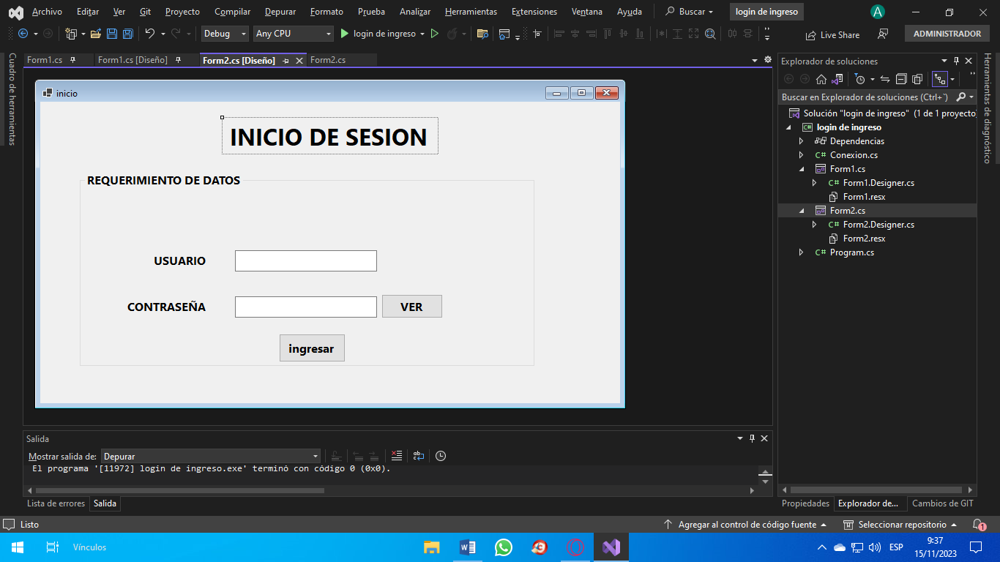 Archivo Editar Ver Git Proyecto Compilar Depurar Formato Prueba Analizar Herramientas Extensiones Ventana Ayuda Buscar login de ingreso A
Debug Any CPU login de ingreso Live Share ADMINISTRADOR
Form1.cs Form1.cs [Diseño] Form2.cs [Diseño] Form2.cs
Cuadro de herramientas
inicio
INICIO DE SESION
REQUERIMIENTO DE DATOS
USUARIO
CONTRASEÑA VER
ingresar
Explorador de soluciones
Buscar en Explorador de soluciones (Ctrl+`)
Solución "login de ingreso" (1 de 1 proyecto)
login de ingreso
Dependencias
C# Conexion.cs
Form1.cs
C# Form1.Designer.cs
Form1.resx
Form2.cs
C# Form2.Designer.cs
Form2.resx
C# Program.cs
Herramientas de diagnóstico
Salida
Mostrar salida de: Depurar
El programa '[11972] login de ingreso.exe' terminó con código 0 (0x0).
Lista de errores Salida
Propiedades Explorador de... Cambios de GIT
Listo Agregar al control de código fuente Seleccionar repositorio 1
Vínculos ESP 9:37
15/11/2023